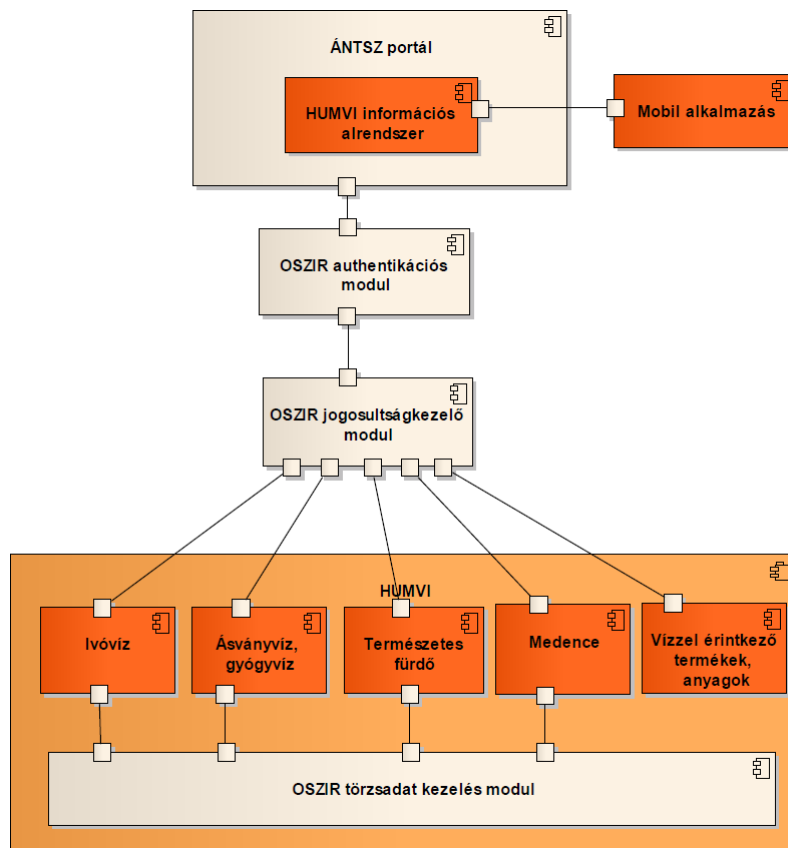 ÁNTSZ portál
HUMVI információs
alrendszer
Mobil alkalmazás
OSZIR authentikációs
modul
OSZIR jogosultságkezelő
modul
HUMVI
Ivóvíz
Ásványvíz,
gyógyvíz
Természetes
fürdő
Medence
Vízzel érintkező
termékek,
anyagok
OSZIR törzsadat kezelés modul